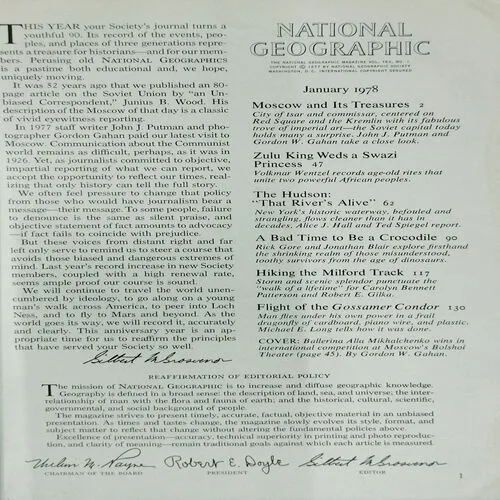 THIS YEAR your Society's journal turns a
youthful 90. Its record of the events, peo-
ples, and places of three generations repre-
sents a treasure for historians—and for mem-
bers. Perusing old NATIONAL GEOGRAPHICS
is a pastime both educational and, we hope,
uniquely moving.
It was 52 years ago that we published an 80-
page article on the Soviet Union by "an Un-
biased Correspondent," Junius B. Wood. His
description of the Moscow of that day is a classic
of vivid eyewitness reporting.
In 1977 staff writer John J. Putman and pho-
tographer Gordon Gahan paid our latest visit to
Moscow. Communication about the Communist
world remains as difficult, perhaps, as it was in
1926. Yet, as journalists committed to objective,
impartial reporting of what we can report, we
accept the opportunity to reflect our times, real-
izing that only history can tell the full story.
We often feel pressure to change that policy
from those who would have journalism bear a
message—their message. To some people, failure
to denounce is the same as silent praise, and
objective statement of fact amounts to advocacy
—if fact fails to coincide with prejudice.
But these voices from distant right and far
left only serve to remind us to steer a course that
avoids those biased and dangerous extremes of
mind. Last year's record increase in new Society
members, coupled with a high renewal rate,
seems ample proof our course is sound.
We will continue to travel the world unen-
cumbered by ideology, to go along on a young
man's walk across America, to peer into Loch
Ness, and to fly to Mars and beyond. As the
world goes its way, we will record it, accurately
and clearly. This anniversary year is an ap-
propriate time for us to reaffirm the principles
that have served your Society so well.
Gilbert M Grosvenor
NATIONAL
GEOGRAPHIC
THE NATIONAL GEOGRAPHIC MAGAZINE VOL. 153, NO. 1
COPYRIGHT © 1977 BY NATIONAL GEOGRAPHIC SOCIETY
WASHINGTON, D. C. INTERNATIONAL COPYRIGHT SECURED
January 1978
Moscow and Its Treasures 2
City of tsar and commissar, centered on
Red Square and the Kremlin with its fabulous
trove of imperial art—the Soviet capital today
holds many a surprise. John J. Putman and
Gordon W. Gahan take a close look.
Zulu King Weds a Swazi
Princess 47
Volkmar Wentzel records age-old rites that
unite two powerful African peoples.
The Hudson:
"That River's Alive" 62
New York's historic waterway, befouled and
strangling, flows cleaner than it has in
decades, Alice J. Hall and Ted Spiegel report.
A Bad Time to Be a Crocodile 90
Rick Gore and Jonathan Blair explore firsthand
the shrinking realm of those misunderstood,
toothy survivors from the age of dinosaurs.
Hiking the Milford Track 117
Storm and scenic splendor punctuate the
"walk of a lifetime" for Carolyn Bennett
Patterson and Robert E. Gilka.
Flight of the Gossamer Condor 130
Man flies under his own power in a frail
dragonfly of cardboard, piano wire, and plastic.
Michael E. Long tells how it was done.
COVER: Ballerina Alla Mikhalchenko wins in
international competition at Moscow's Bolshoi
Theater (page 45). By Gordon W. Gahan.
REAFFIRMATION OF EDITORIAL POLICY
The mission of NATIONAL GEOGRAPHIC is to increase and diffuse geographic knowledge.
Geography is defined in a broad sense: the description of land, sea, and universe; the inter-
relationship of man with the flora and fauna of earth; and the historical, cultural, scientific,
governmental, and social background of people.
The magazine strives to present timely, accurate, factual, objective material in an unbiased
presentation. As times and tastes change, the magazine slowly evolves its style, format, and
subject matter to reflect that change without altering the fundamental policies above.
Excellence of presentation—accuracy, technical superiority in printing and photo reproduc-
tion, and clarity of meaning—remain traditional goals against which each article is measured.
Melvin M. Payne Robert E. Doyle Gilbert M Grosvenor
CHAIRMAN OF THE BOARD PRESIDENT EDITOR
1